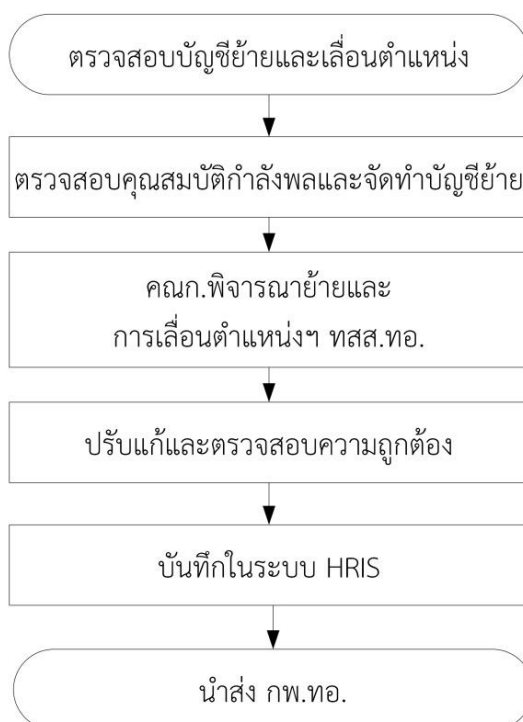 ตรวจสอบบัญชีย้ายและเลื่อนตำแหน่ง
ตรวจสอบคุณสมบัติกำลังพลและจัดทำบัญชีย้าย
คณก.พิจารณาย้ายและ
การเลื่อนตำแหน่งฯ ทสส.ทอ.
ปรับแก้และตรวจสอบความถูกต้อง
บันทึกในระบบ HRIS
นำส่ง กพ.ทอ.